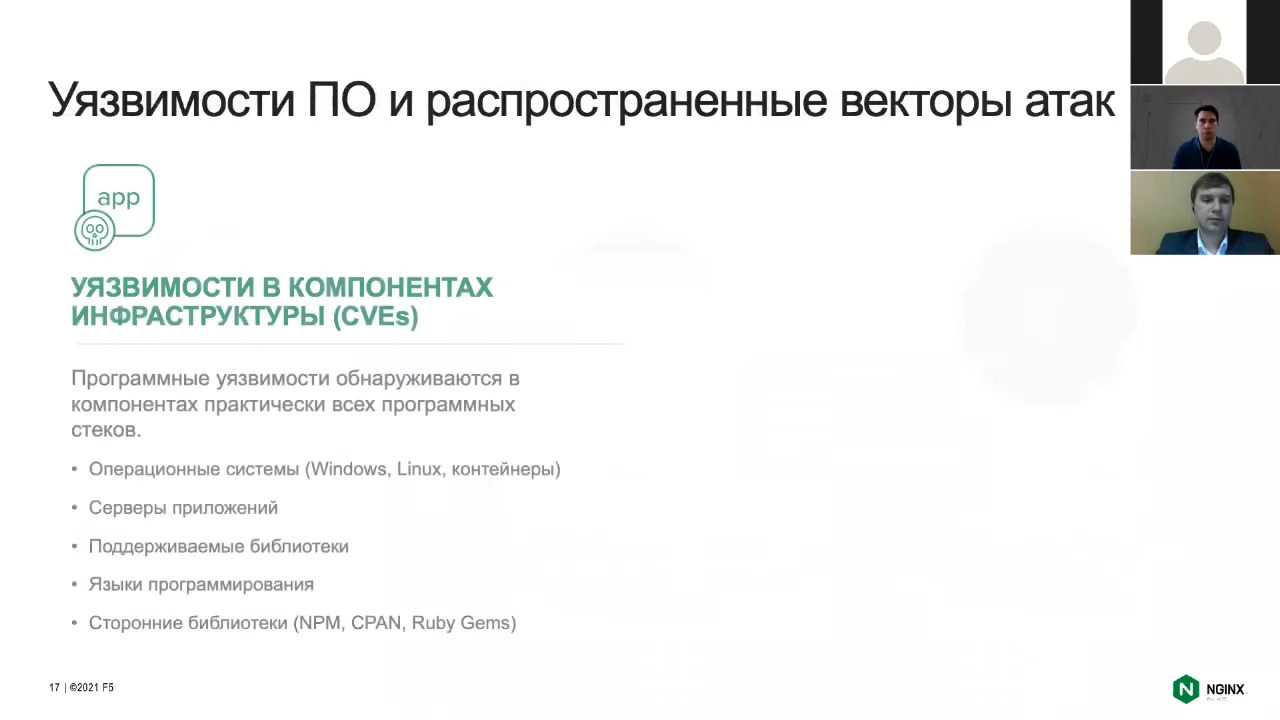 Уязвимости ПО и распространенные векторы атак
app
УЯЗВИМОСТИ В КОМПОНЕНТАХ
ИНФРАСТРУКТУРЫ (CVEs)
Программные уязвимости обнаруживаются в
компонентах практически всех программных
стеков.
• Операционные системы (Windows, Linux, контейнеры)
• Серверы приложений
• Поддерживаемые библиотеки
• Языки программирования
• Сторонние библиотеки (NPM, CPAN, Ruby Gems)
17 | ©2021 F5
N NGINX